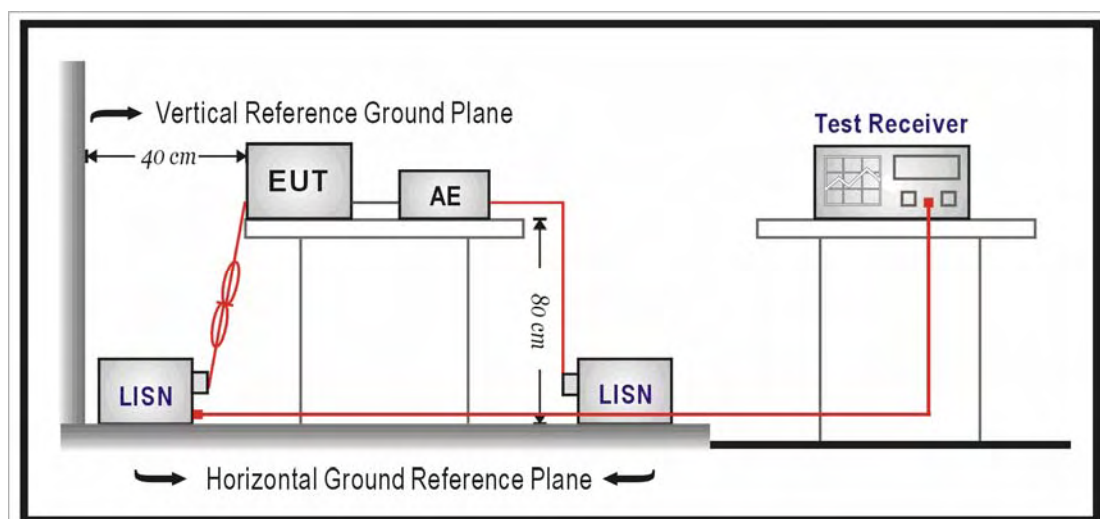 Vertical Reference Ground Plane
Test Receiver
40 cm
EUT
AE
80 cm
LISN
LISN
Horizontal Ground Reference Plane